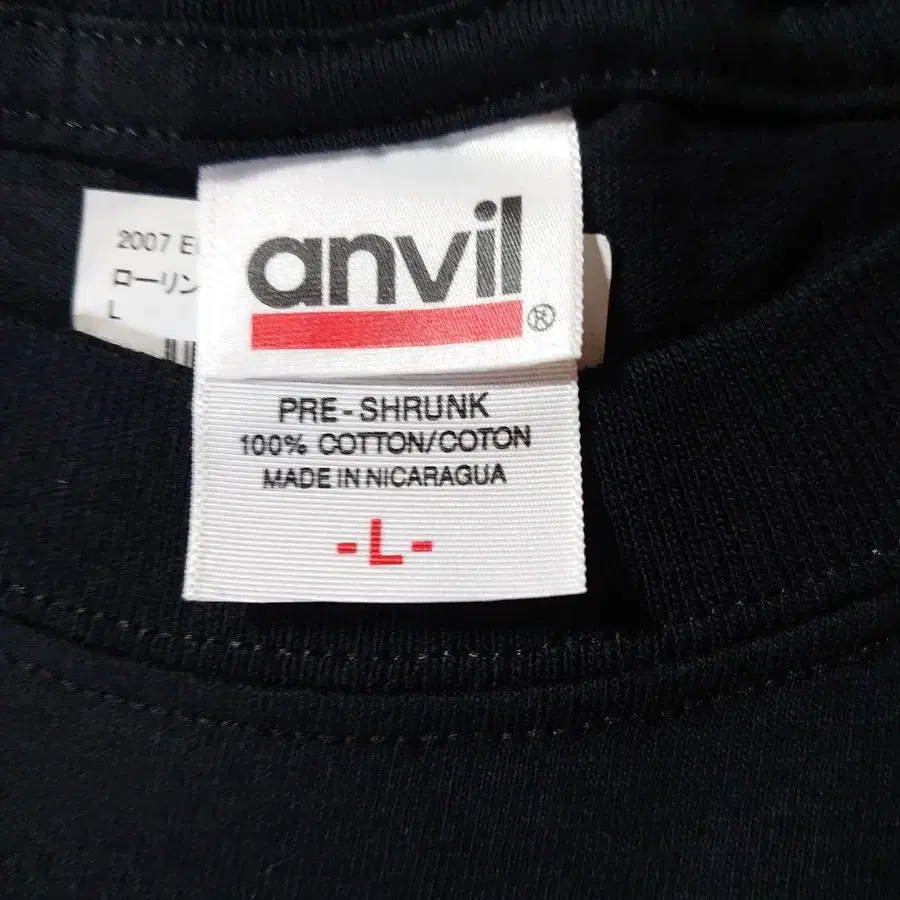 anvil
®
PRE-SHRUNK
100% COTTON/COTON
MADE IN NICARAGUA
-L-
2007
ローリン
L